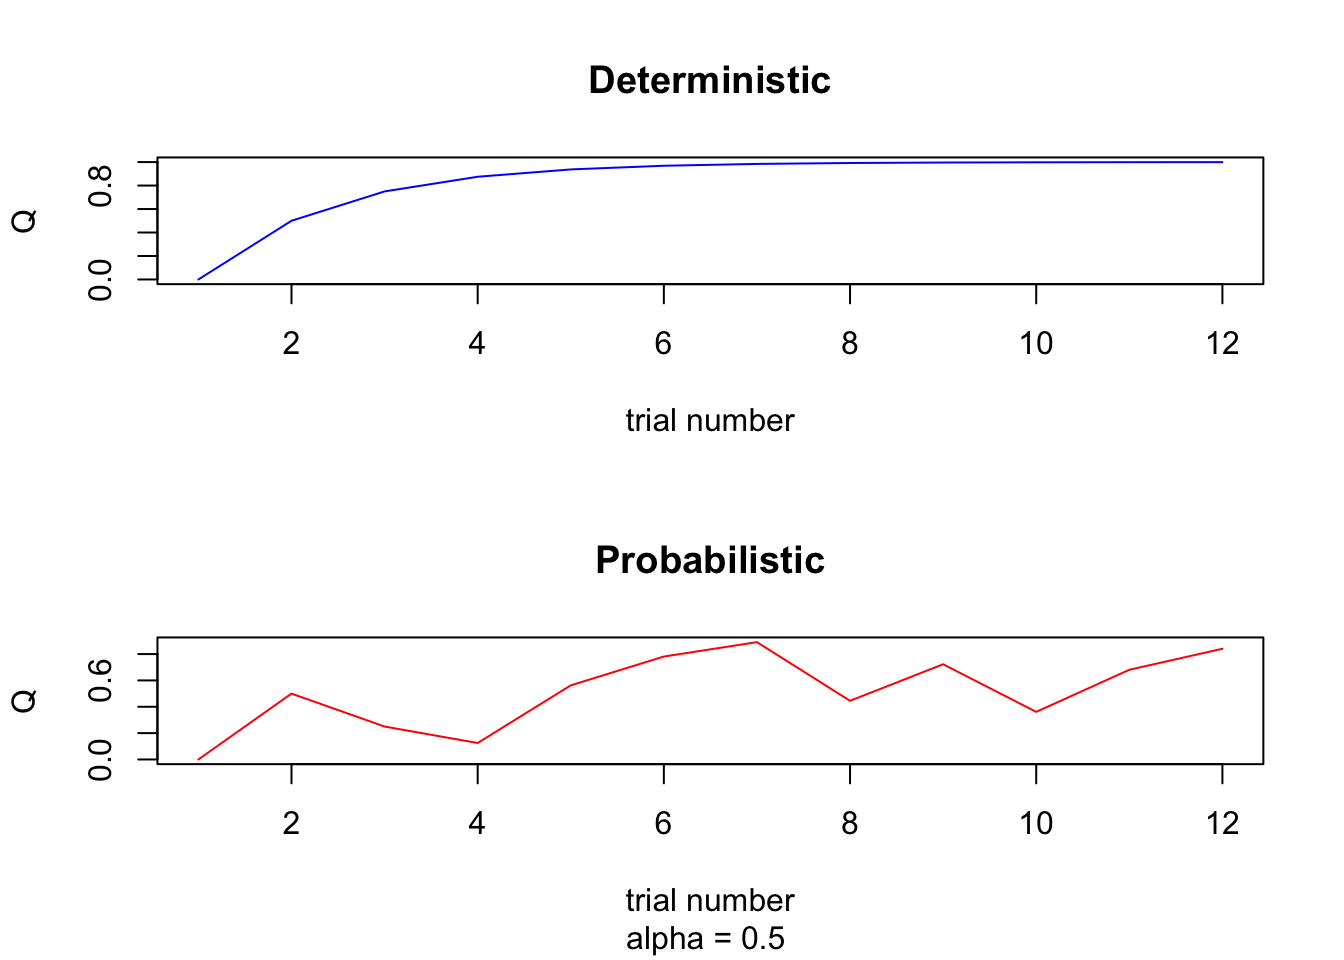 Deterministic
Q
0.8
0.0
2 4 6 8 10 12
trial number
Probabilistic
Q
0.6
0.0
2 4 6 8 10 12
trial number
alpha = 0.5